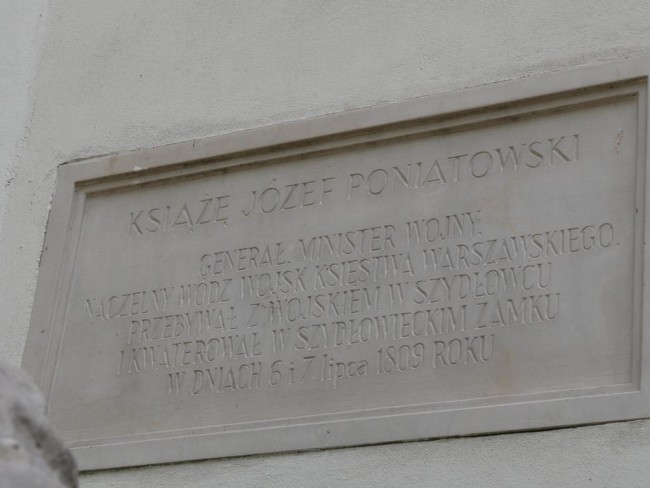 KSIĄŻĘ JÓZEF PONIATOWSKI
GENERAŁ. MINISTER WOJNY.
NACZELNY WÓDZ WOJSK KSIĘSTWA WARSZAWSKIEGO.
PRZEBYWAŁ Z WOJSKIEM W SZYDŁOWCU
I KWATEROWAŁ W SZYDŁOWIECKIM ZAMKU
W DNIACH 6 i 7. lipca 1809 ROKU